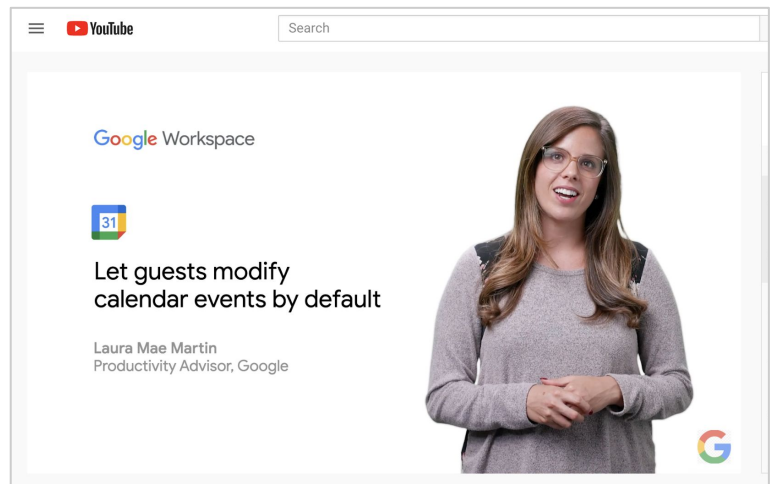 YouTube
Search
Google Workspace
31
Let guests modify
calendar events by default
Laura Mae Martin
Productivity Advisor, Google
G